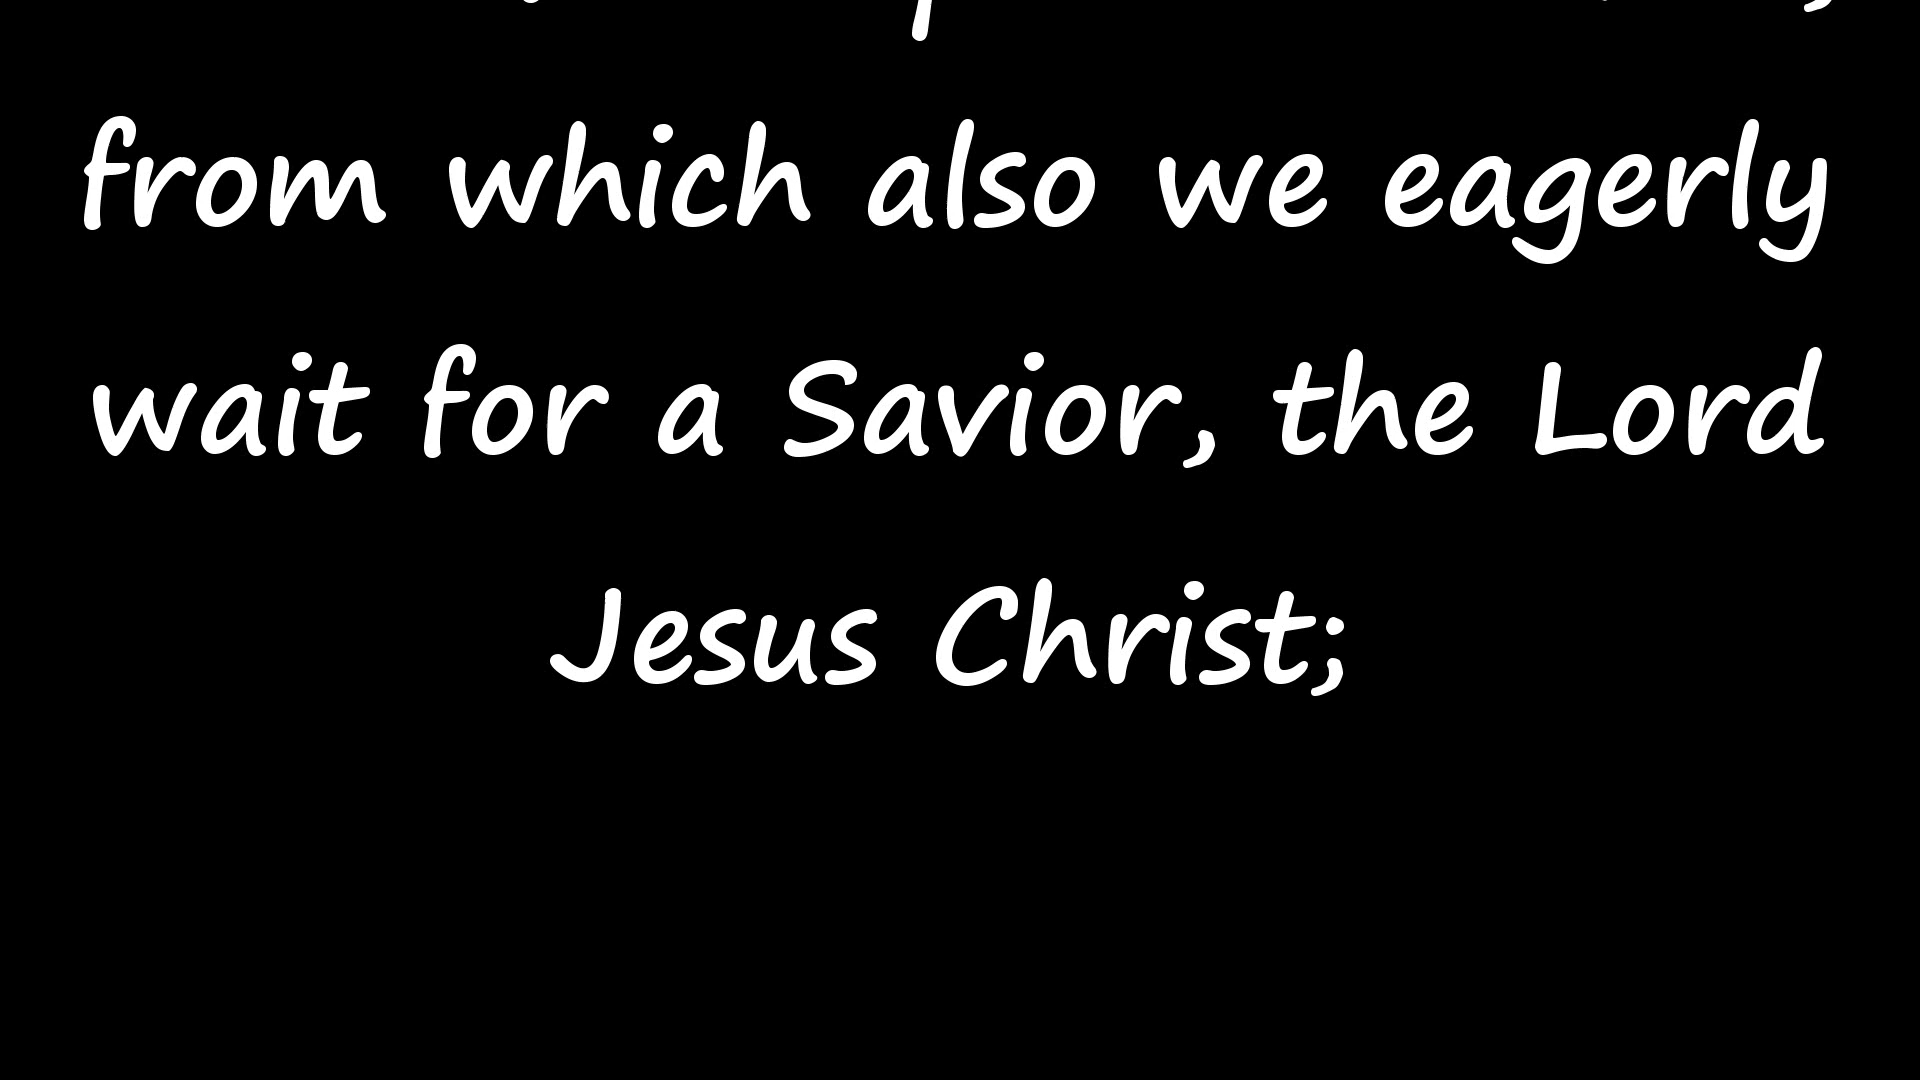 from which also we eagerly
wait for a Savior, the Lord
Jesus Christ;